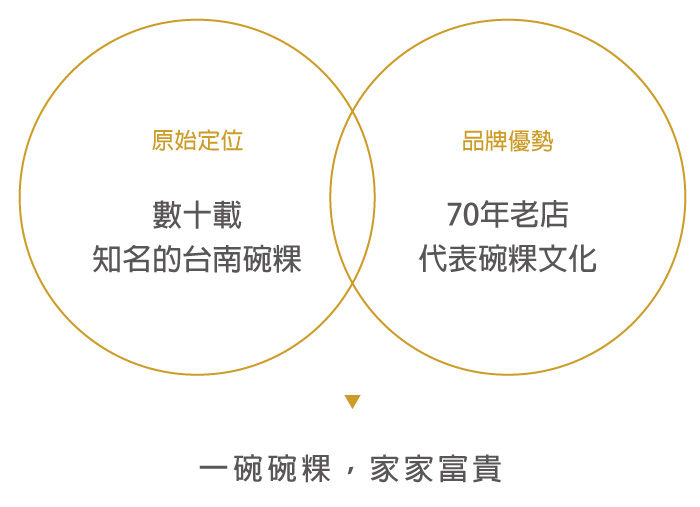 原始定位
數十載
知名的台南碗粿
品牌優勢
70年老店
代表碗粿文化
一碗碗粿，家家富貴